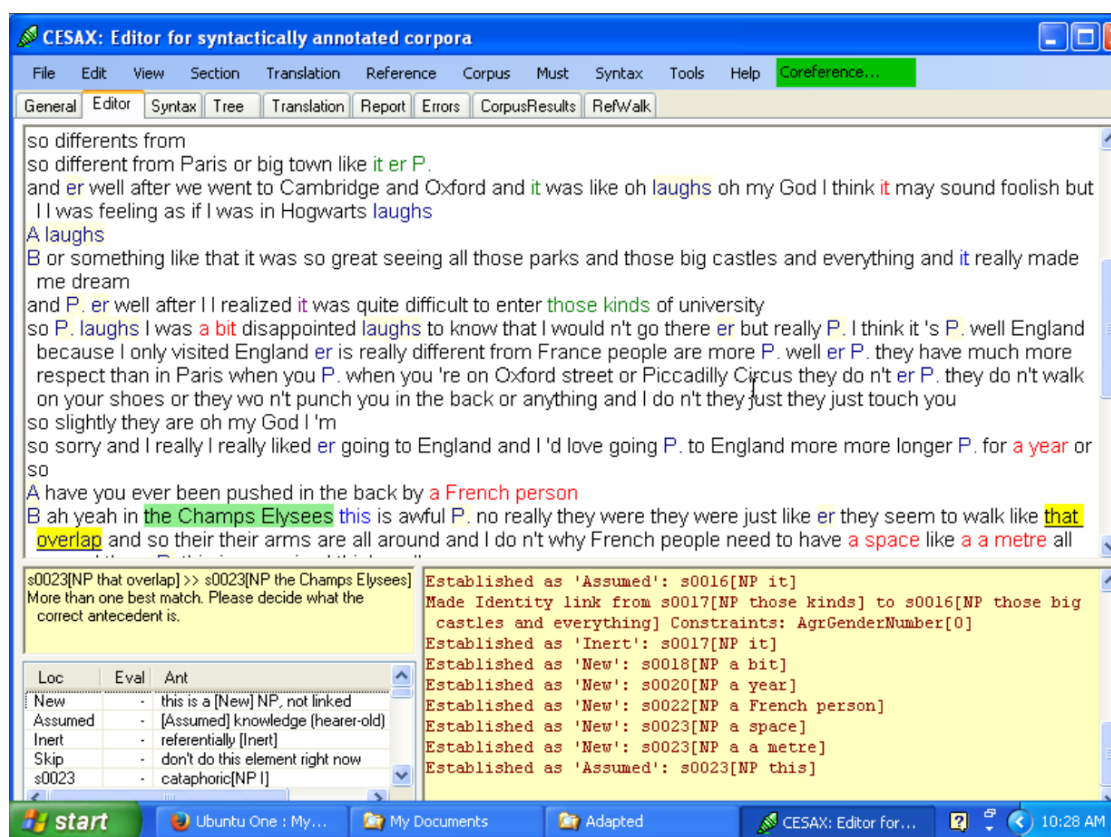 CESAX: Editor for syntactically annotated corpora
File Edit View Section Translation Reference Corpus Must Syntax Tools Help Coreference...
General Editor Syntax Tree Translation Report Errors CorpusResults RefWalk
so differents from
so different from Paris or big town like it er P.
and er well after we went to Cambridge and Oxford and it was like oh laughs oh my God I think it may sound foolish but
I I was feeling as if I was in Hogwarts laughs
A laughs
B or something like that it was so great seeing all those parks and those big castles and everything and it really made
me dream
and P. er well after I I realized it was quite difficult to enter those kinds of university
so P. laughs I was a bit disappointed laughs to know that I would n't go there er but really P. I think it 's P. well England
because I only visited England er is really different from France people are more P. well er P. they have much more
respect than in Paris when you P. when you 're on Oxford street or Piccadilly Circus they do n't er P. they do n't walk
on your shoes or they wo n't punch you in the back or anything and I do n't they just they just touch you
so slightly they are oh my God I 'm
so sorry and I really I really liked er going to England and I 'd love going P. to England more more longer P. for a year or
so
A have you ever been pushed in the back by a French person
B ah yeah in the Champs Elysees this is awful P. no really they were they were just like er they seem to walk like that
overlap and so their their arms are all around and I do n't why French people need to have a space like a a metre all
s0023[NP that overlap] >> s0023[NP the Champs Elysees]
More than one best match. Please decide what the
correct antecedent is.
Loc Eval Ant
New - this is a [New] NP, not linked
Assumed - [Assumed] knowledge (hearer-old)
Inert - referentially [Inert]
Skip - don't do this element right now
s0023 - cataphoric[NP I]
Established as 'Assumed': s0016[NP it]
Made Identity link from s0017[NP those kinds] to s0016[NP those big
castles and everything] Constraints: AgrGenderNumber[0]
Established as 'Inert': s0017[NP it]
Established as 'New': s0018[NP a bit]
Established as 'New': s0020[NP a year]
Established as 'New': s0022[NP a French person]
Established as 'New': s0023[NP a space]
Established as 'New': s0023[NP a a metre]
Established as 'Assumed': s0023[NP this]
start Ubuntu One : My... My Documents Adapted CESAX: Editor for... 10:28 AM